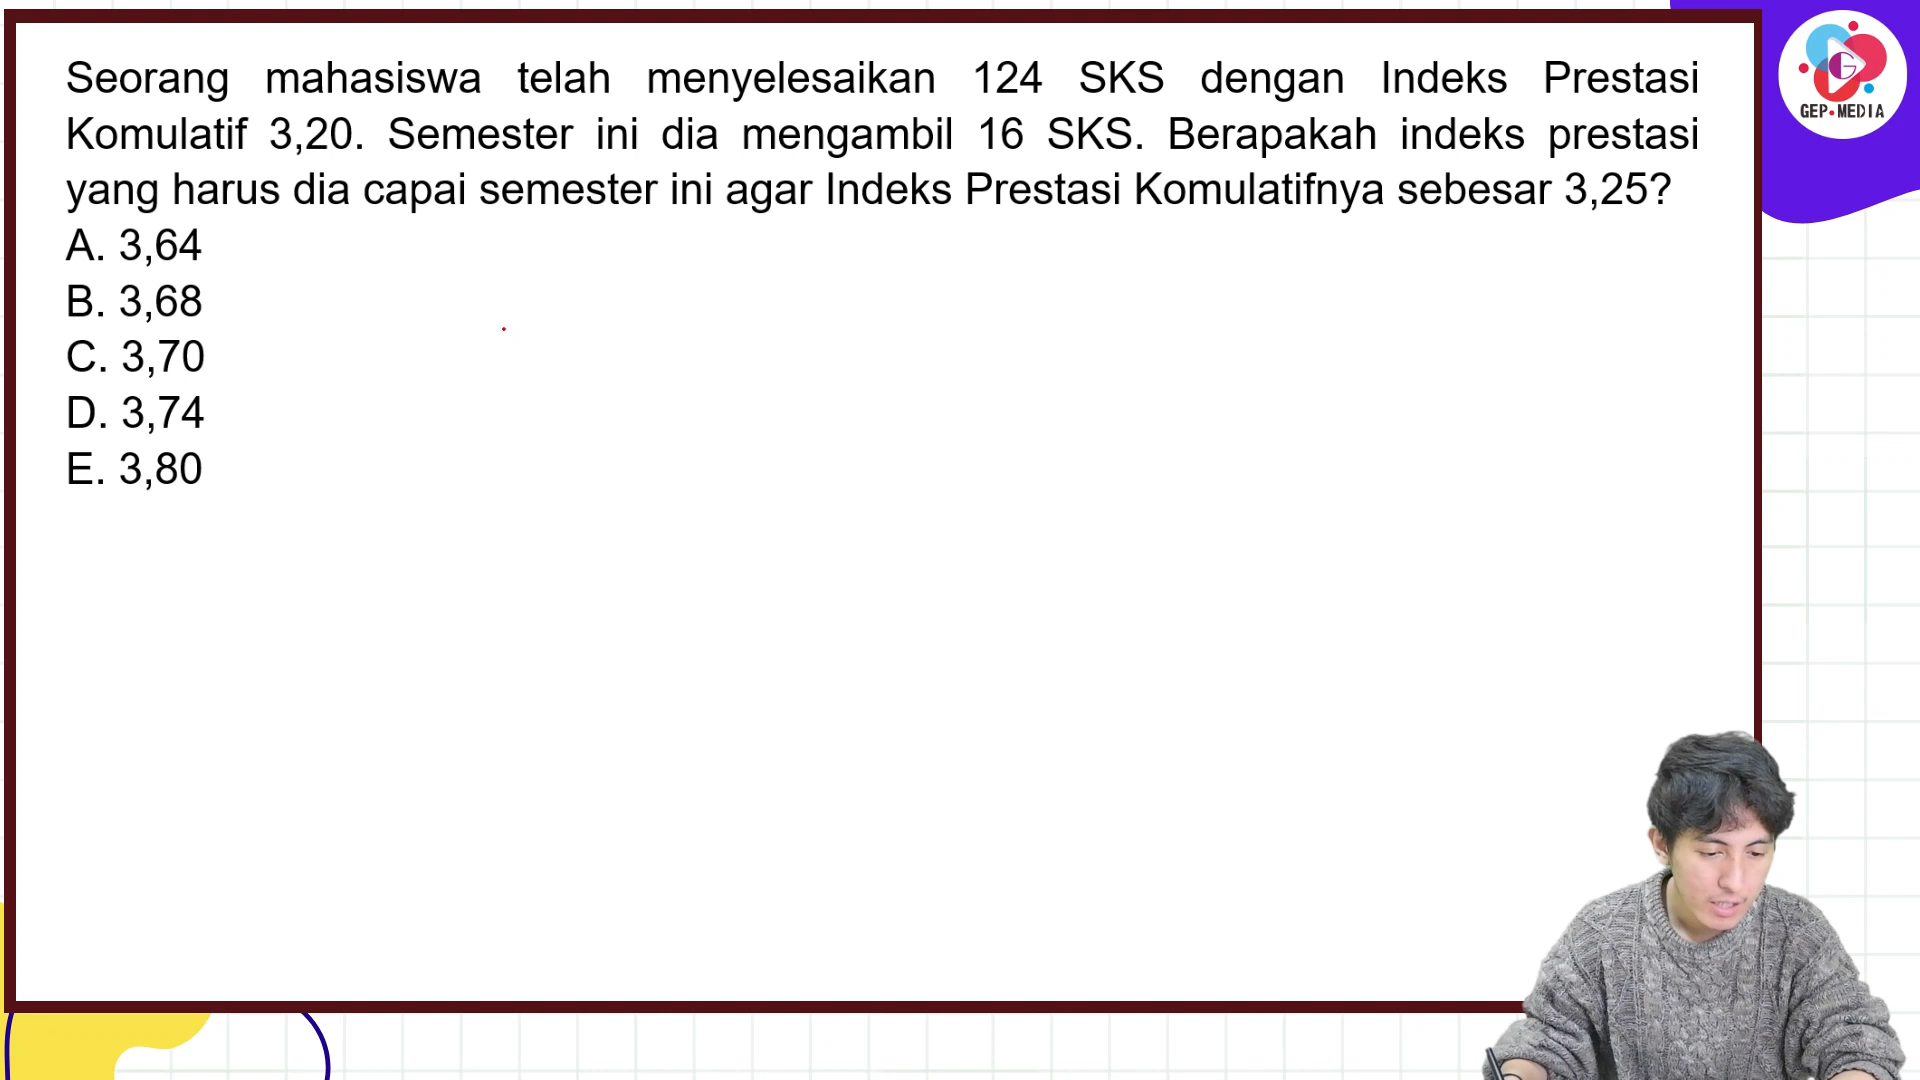 Seorang mahasiswa telah menyelesaikan 124 SKS dengan Indeks Prestasi
Komulatif 3,20. Semester ini dia mengambil 16 SKS. Berapakah indeks prestasi
yang harus dia capai semester ini agar Indeks Prestasi Komulatifnya sebesar 3,25?
A. 3,64
B. 3,68
C. 3,70
D. 3,74
E. 3,80
G
GEP•MEDIA